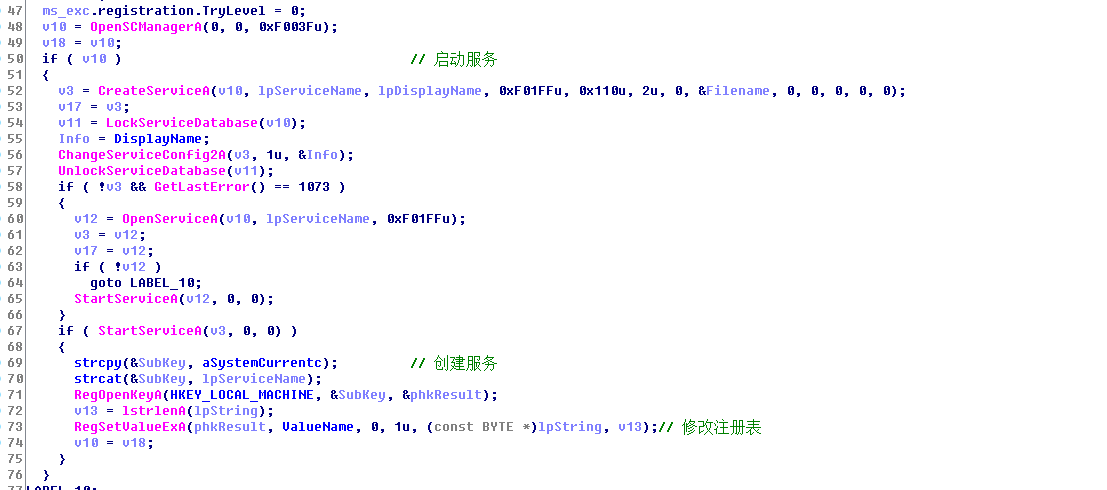 47 ms_exc.registration.TryLevel = 0;
48 v10 = OpenSCManagerA(0, 0, 0xF003Fu);
49 v18 = v10;
50 if ( v10 ) // 启动服务
51 {
52 v3 = CreateServiceA(v10, lpServiceName, lpDisplayName, 0xF01FFu, 0x110u, 2u, 0, &Filename, 0, 0, 0, 0, 0);
53 v17 = v3;
54 v11 = LockServiceDatabase(v10);
55 Info = DisplayName;
56 ChangeServiceConfig2A(v3, 1u, &Info);
57 UnlockServiceDatabase(v11);
58 if ( !v3 && GetLastError() == 1073 )
59 {
60 v12 = OpenServiceA(v10, lpServiceName, 0xF01FFu);
61 v3 = v12;
62 v17 = v12;
63 if ( !v12 )
64 goto LABEL_10;
65 StartServiceA(v12, 0, 0);
66 }
67 if ( StartServiceA(v3, 0, 0) )
68 {
69 strcpy(&SubKey, aSystemCurrentc); // 创建服务
70 strcat(&SubKey, lpServiceName);
71 RegOpenKeyA(HKEY_LOCAL_MACHINE, &SubKey, &phkResult);
72 v13 = lstrlenA(lpString);
73 RegSetValueExA(phkResult, ValueName, 0, 1u, (const BYTE *)lpString, v13);// 修改注册表
74 v10 = v18;
75 }
76 }
77 LABEL_10: